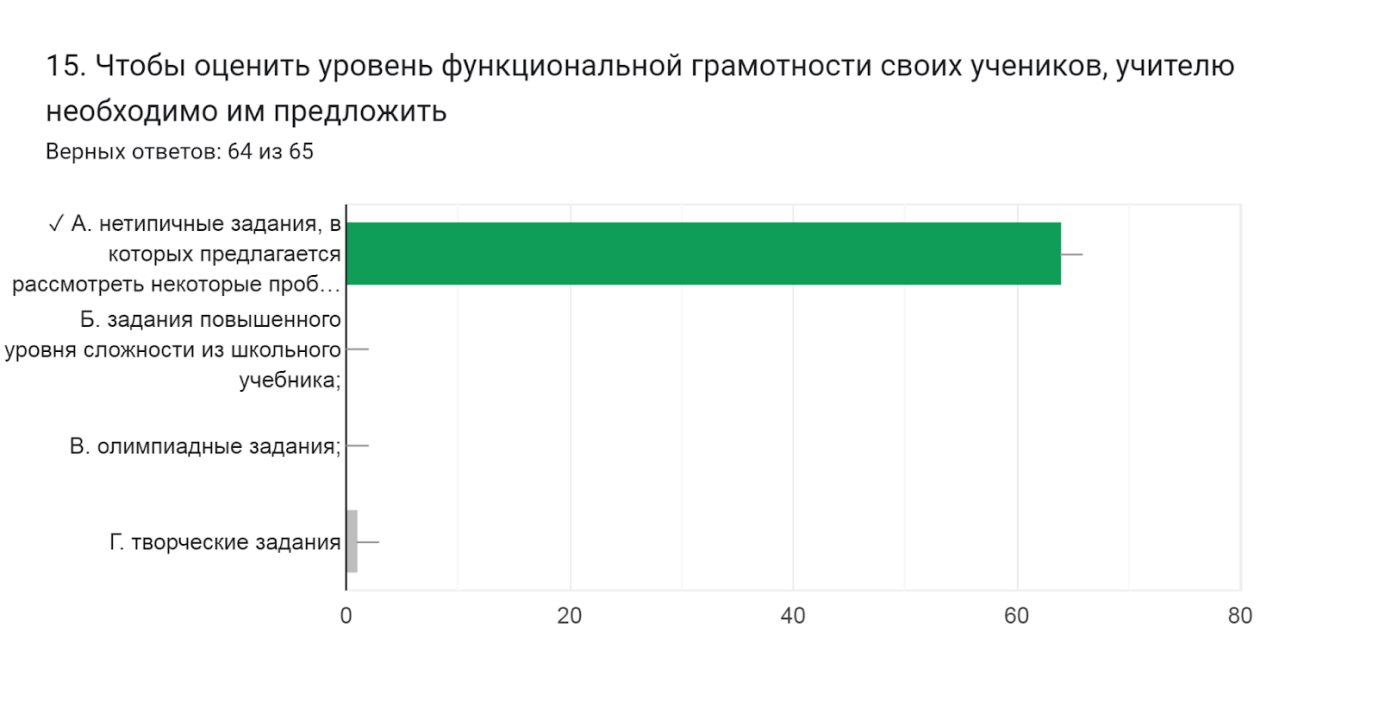 15. Чтобы оценить уровень функциональной грамотности своих учеников, учителю
необходимо им предложить
Верных ответов: 64 из 65
✓ А. нетипичные задания, в
которых предлагается
рассмотреть некоторые проб…
Б. задания повышенного
уровня сложности из школьного
учебника;
В. олимпиадные задания;
Г. творческие задания
0 20 40 60 80